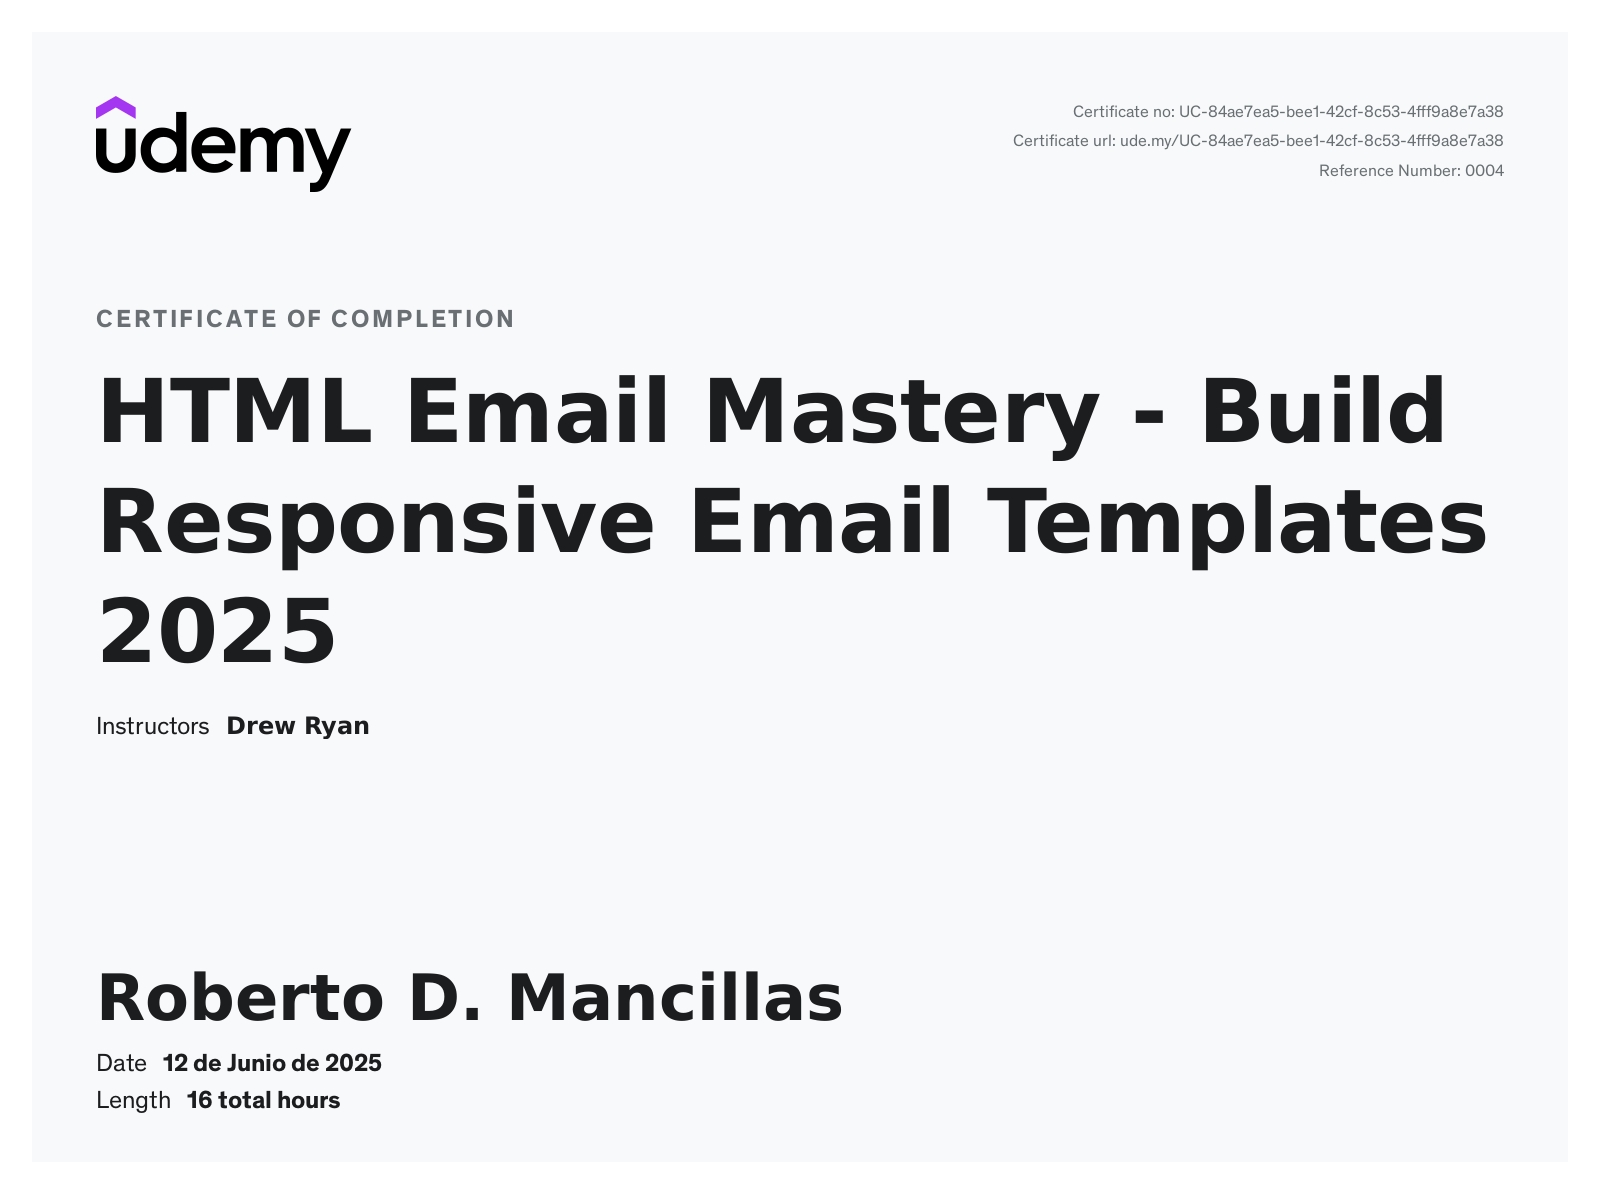 udemy
Certificate no: UC-84ae7ea5-bee1-42cf-8c53-4fff9a8e7a38
Certificate url: ude.my/UC-84ae7ea5-bee1-42cf-8c53-4fff9a8e7a38
Reference Number: 0004
CERTIFICATE OF COMPLETION
HTML Email Mastery - Build
Responsive Email Templates
2025
Instructors Drew Ryan
Roberto D. Mancillas
Date 12 de Junio de 2025
Length 16 total hours